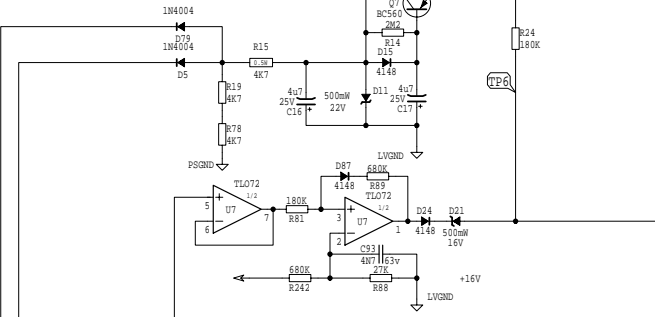 Q7
1N4004
BC560
2M2
R24
180K
D79
1N4004
R14
R15
D15
0.5W
D5
4K7
4148
TP6
R19
4K7
4u7
25V
C16
500mW
22V
D11
4u7
25V
C17
R78
4K7
LVGND
PSGND
D87
680K
4148
R89
TL072
TL072
1/2
1/2
5
+
U7
7
180K
R81
3
+
U7
1
D24
4148
D21
500mW
16V
6
−
2
−
C93
4N7
63v
680K
R242
27K
R88
+16V
LVGND